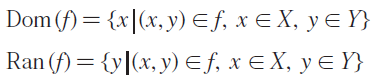 Dom (f) = {x|(x, y) ∈ f, x ∈ X, y ∈ Y}
Ran (f) = {y|(x, y) ∈ f, x ∈ X, y ∈ Y}